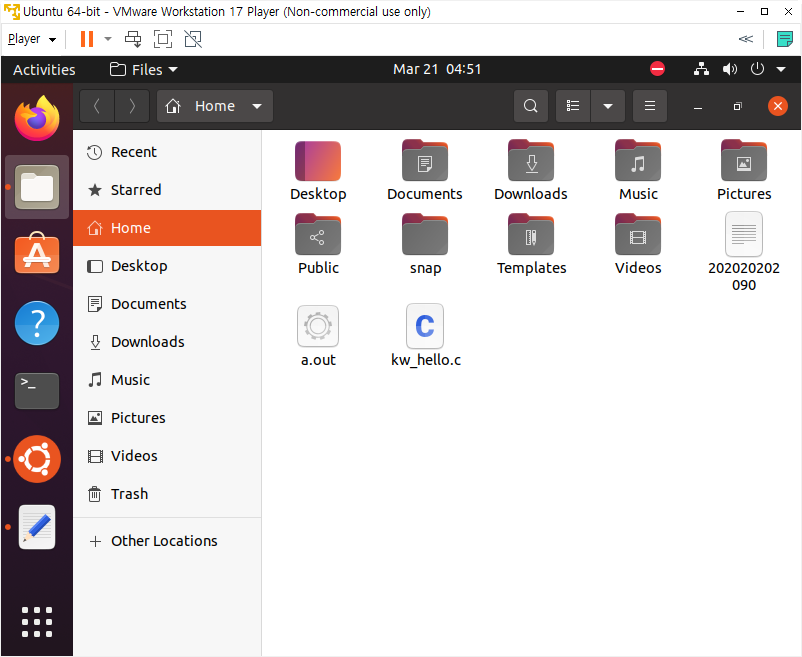 Ubuntu 64-bit - VMware Workstation 17 Player (Non-commercial use only)
Player
Activities
Files
Mar 21 04:51
Home
Recent
Starred
Home
Desktop
Documents
Downloads
Music
Pictures
Videos
Trash
Other Locations
Desktop
Documents
Downloads
Music
Pictures
Public
snap
Templates
Videos
202020202
090
a.out
C
kw_hello.c